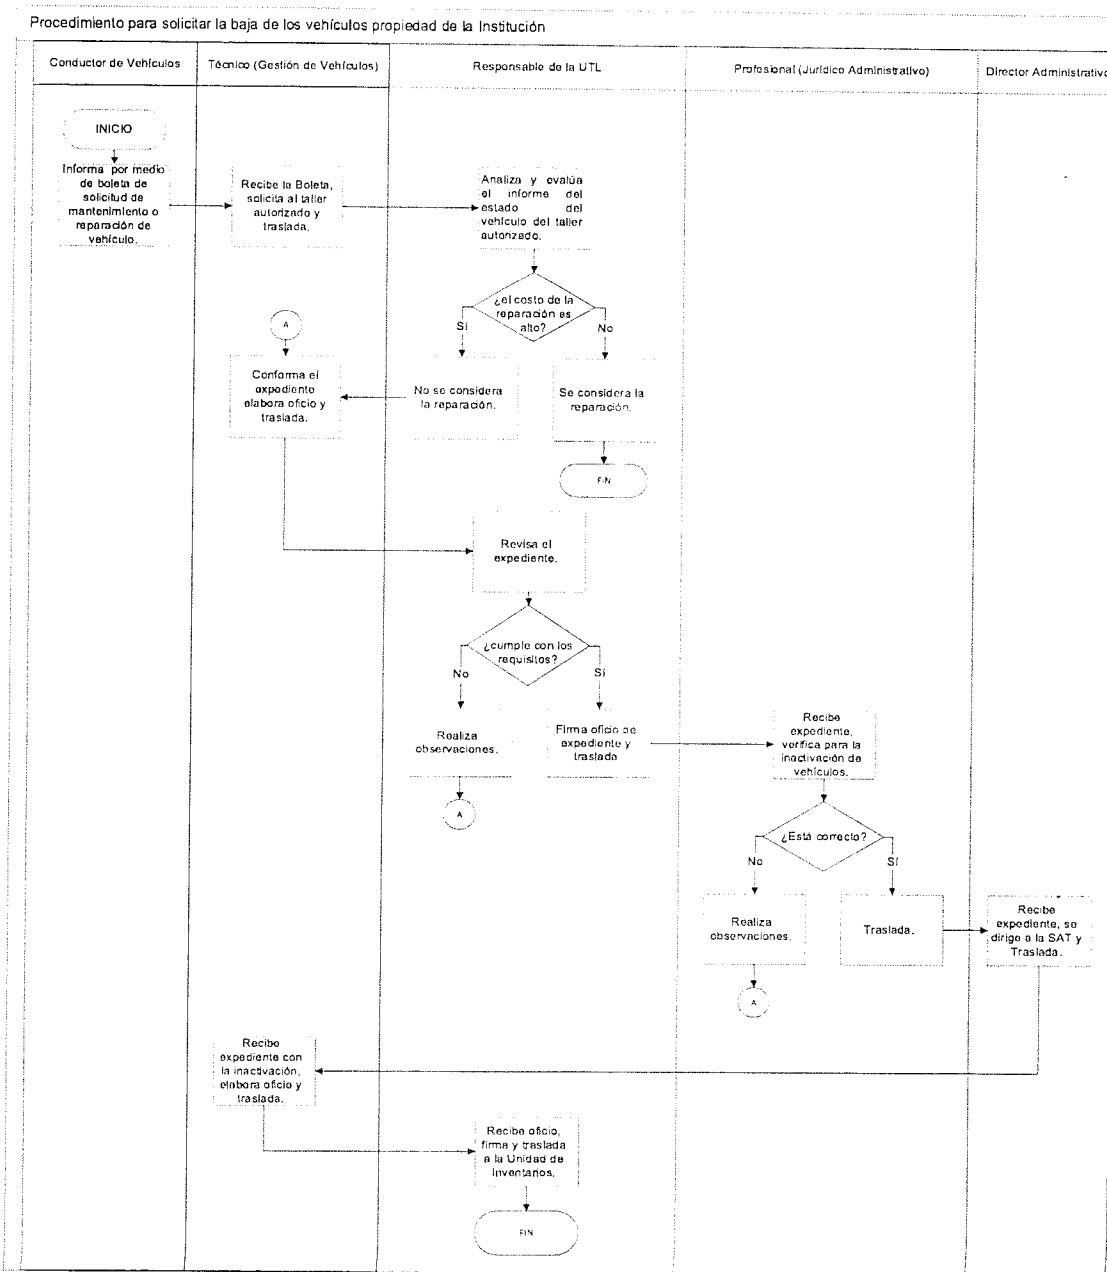 Procedimiento para solicitar la baja de los vehículos propiedad de la Institución
Conductor de Vehículos
Técnico (Gestión de Vehículos)
Responsable de la UTL
Profesional (Jurídico Administrativo)
Director Administrativo
INICIO
Informa por medio
de boleta de
solicitud de
mantenimiento o
reparación de
vehículo.
Recibe la Boleta,
solicita al taller
autorizado y
traslada.
Analiza y evalúa
el informe del
estado del
vehículo del taller
autorizado.
¿el costo de la
reparación es
alto?
Sí
No
A
Conforma el
expediente
elabora oficio y
traslada.
No se considera
la reparación.
Se considera la
reparación.
FIN
Revisa el
expediente.
¿cumple con los
requisitos?
No
Sí
Realiza
observaciones.
Firma oficio de
expediente y
traslada
Recibe
expediente,
verifica para la
inactivación de
vehículos.
A
¿Está correcto?
No
Sí
Realiza
observaciones.
Traslada.
Recibe
expediente, se
dirige a la SAT y
Traslada.
A
Recibe
expediente con
la inactivación,
elabora oficio y
traslada.
Recibe oficio,
firma y traslada
a la Unidad de
Inventarios.
FIN